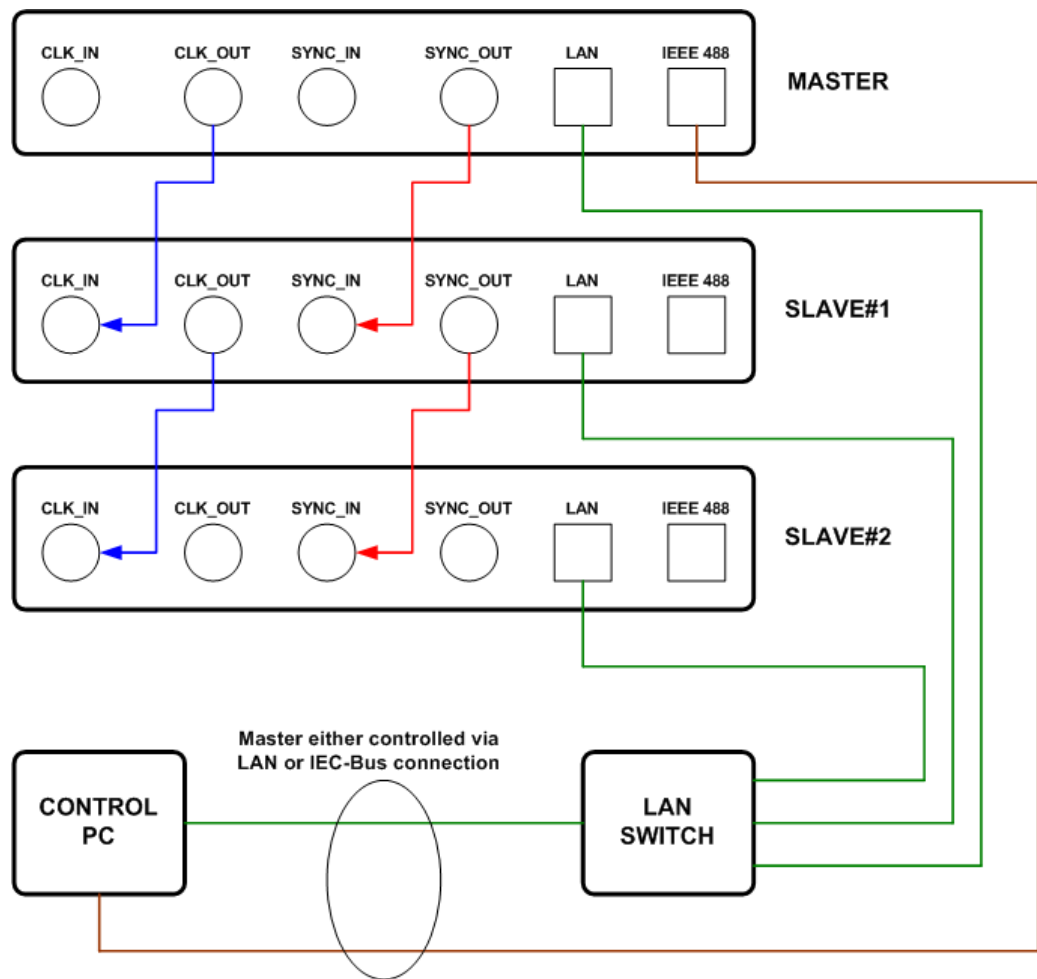 CLK_IN CLK_OUT SYNC_IN SYNC_OUT LAN IEEE 488
MASTER
CLK_IN CLK_OUT SYNC_IN SYNC_OUT LAN IEEE 488
SLAVE#1
CLK_IN CLK_OUT SYNC_IN SYNC_OUT LAN IEEE 488
SLAVE#2
Master either controlled via
LAN or IEC-Bus connection
CONTROL
PC
LAN
SWITCH